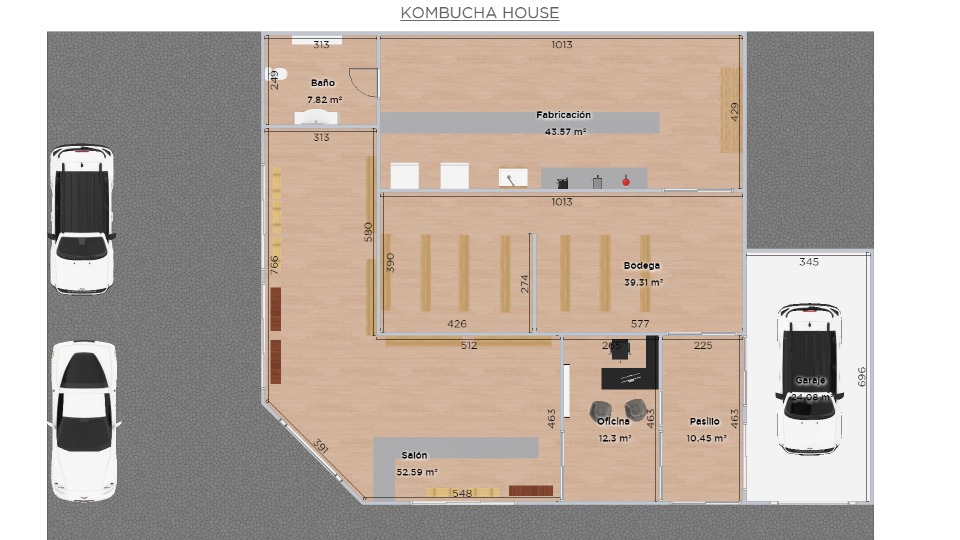 KOMBUCHA HOUSE
313
1013
249
Baño
7.82 m²
429
Fabricación
43.57 m²
313
1013
580
766
390
274
Bodega
39.31 m²
345
426
577
512
265
225
Garaje
24.08 m²
696
463
463
463
Oficina
12.3 m²
Pasillo
10.45 m²
391
Salón
52.59 m²
548